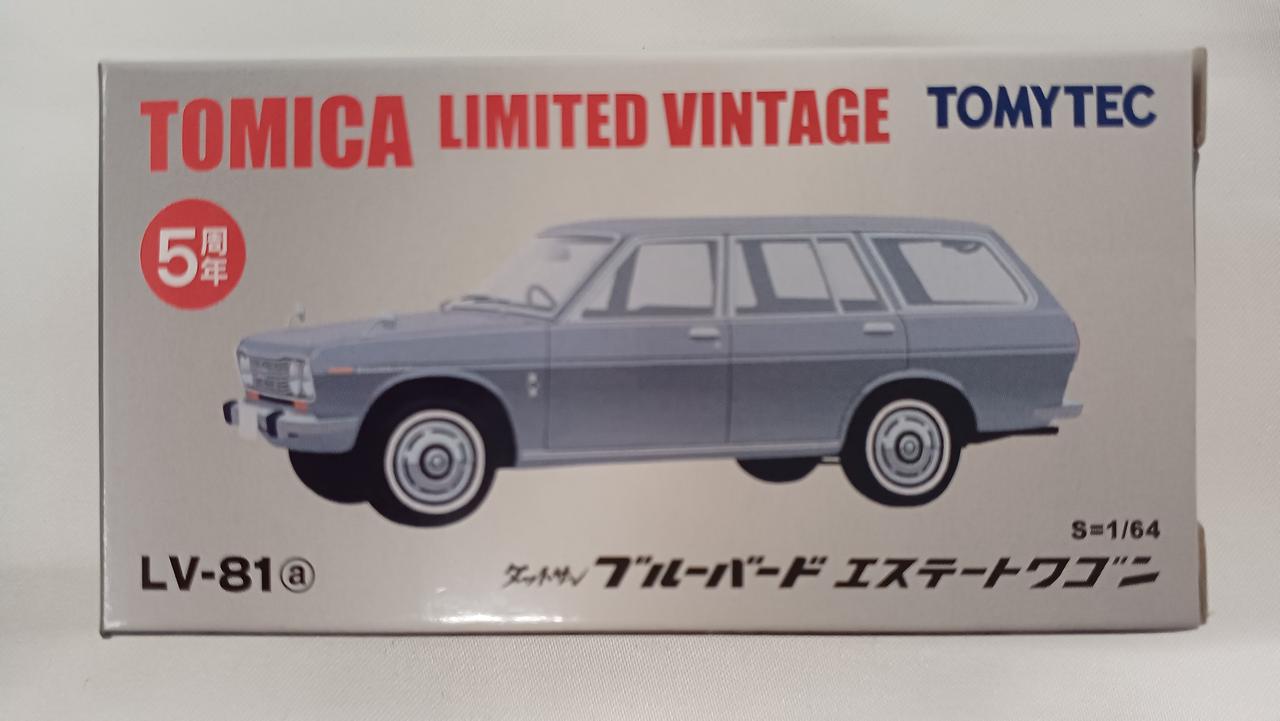 TOMICA LIMITED VINTAGE TOMYTEC
5周年
S=1/64
LV-81ⓐ ダットサン ブルーバード エステートワゴン